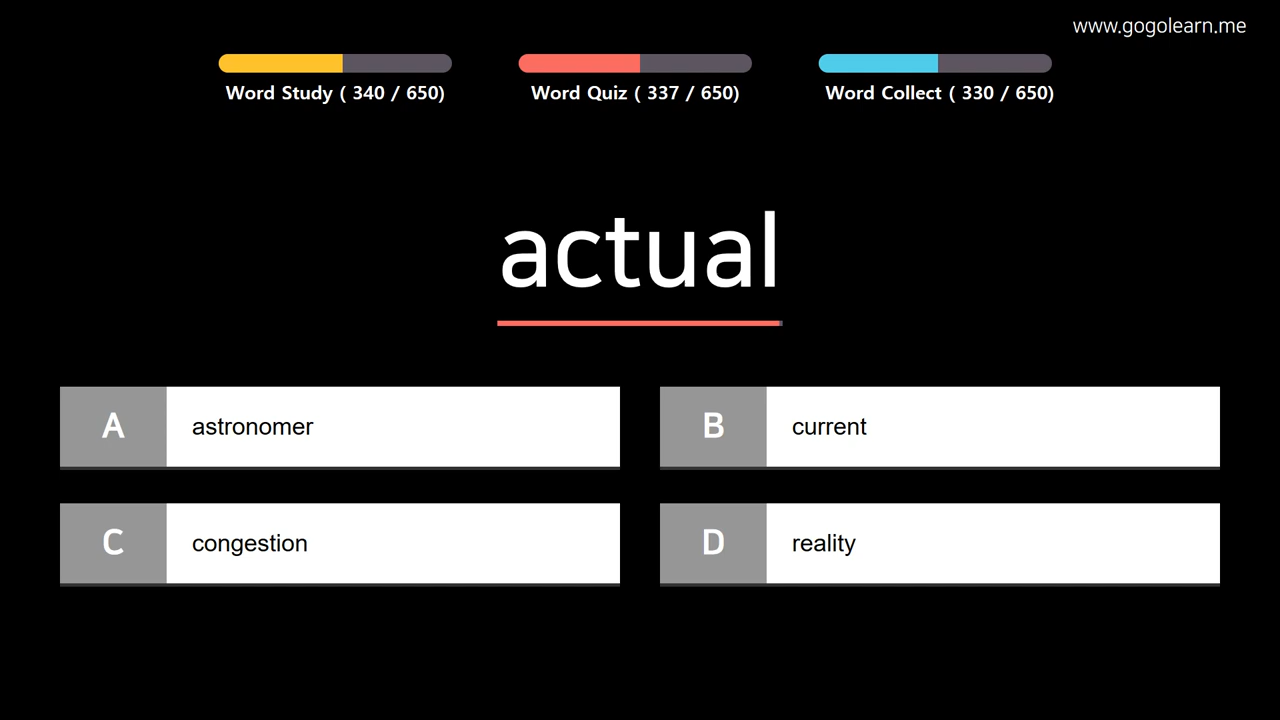 www.gogolearn.me
Word Study ( 340 / 650)
Word Quiz ( 337 / 650)
Word Collect ( 330 / 650)
actual
A astronomer
B current
C congestion
D reality